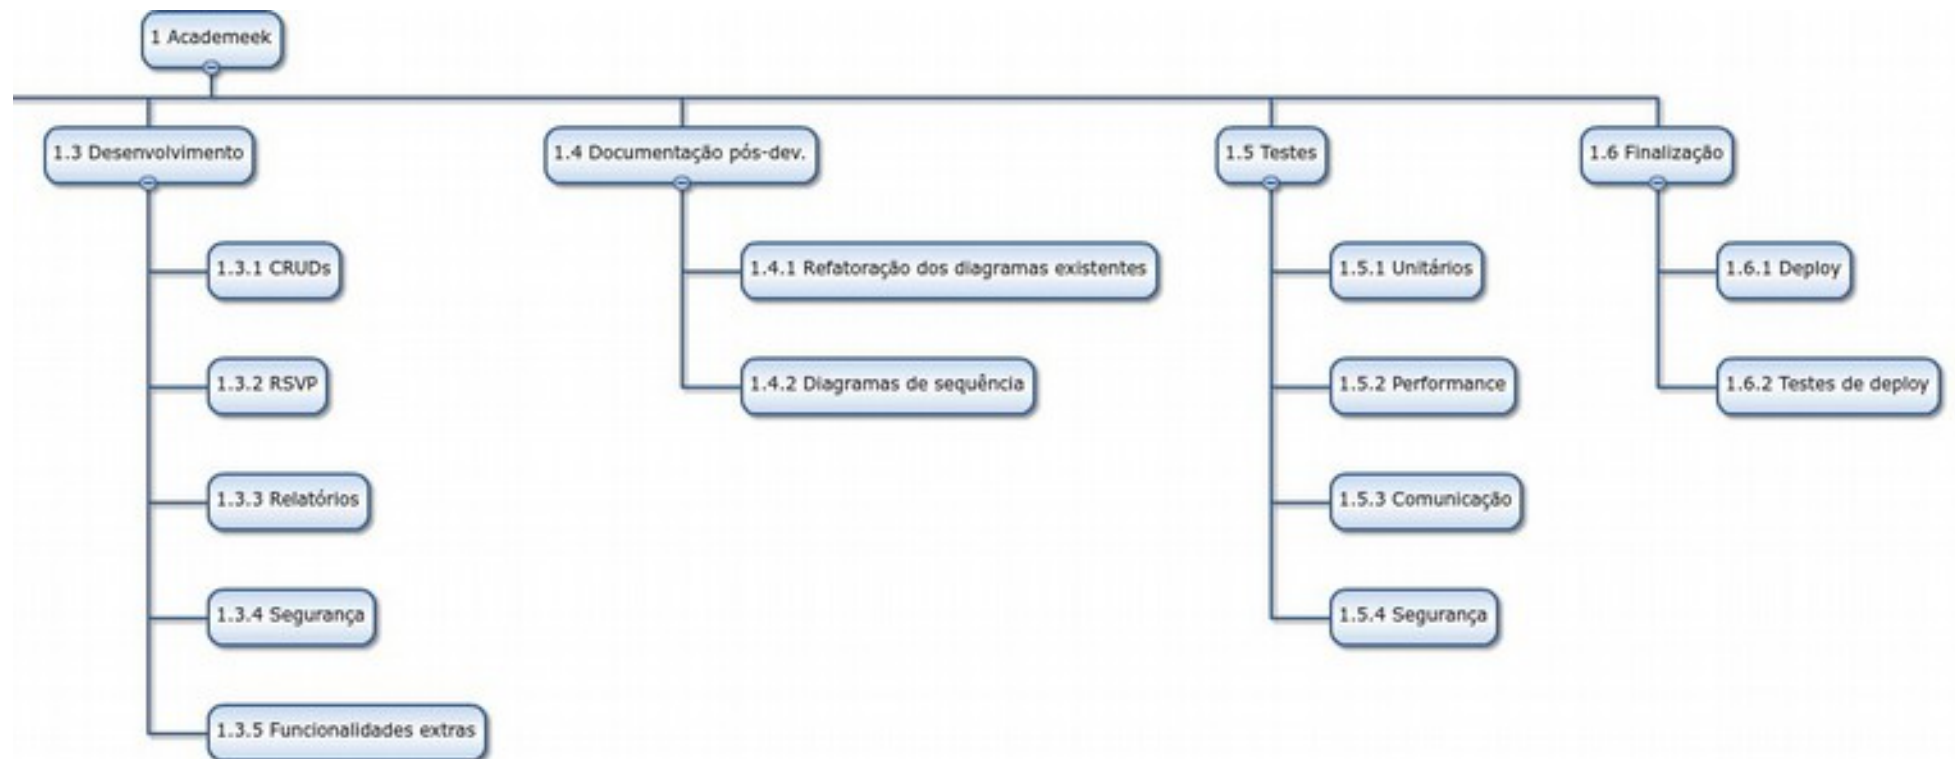 1 Academeek
1.3 Desenvolvimento
1.3.1 CRUDs
1.3.2 RSVP
1.3.3 Relatórios
1.3.4 Segurança
1.3.5 Funcionalidades extras
1.4 Documentação pós-dev.
1.4.1 Refatoração dos diagramas existentes
1.4.2 Diagramas de sequência
1.5 Testes
1.5.1 Unitários
1.5.2 Performance
1.5.3 Comunicação
1.5.4 Segurança
1.6 Finalização
1.6.1 Deploy
1.6.2 Testes de deploy